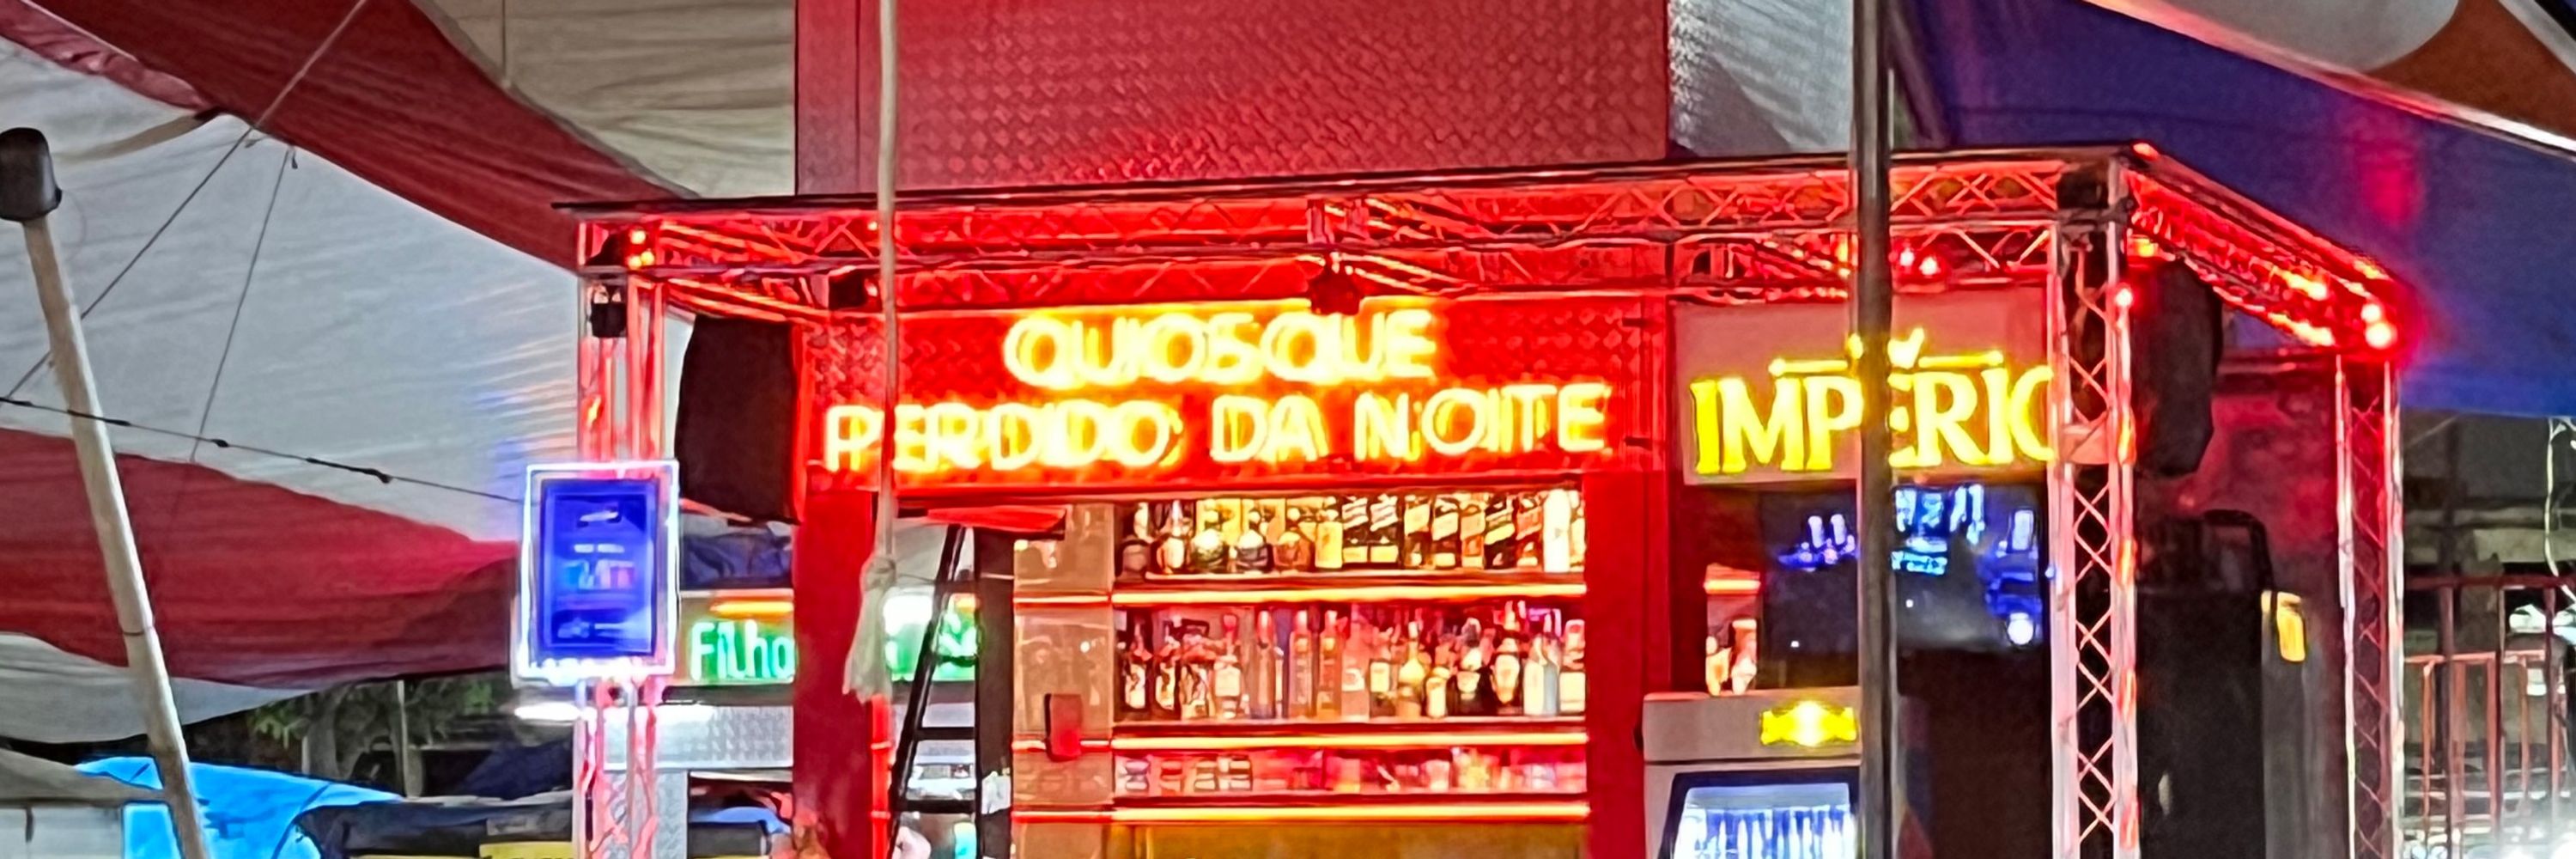 QUIOSQUE
PERDIDO DA NOITE
IMPÉRIO
Filho